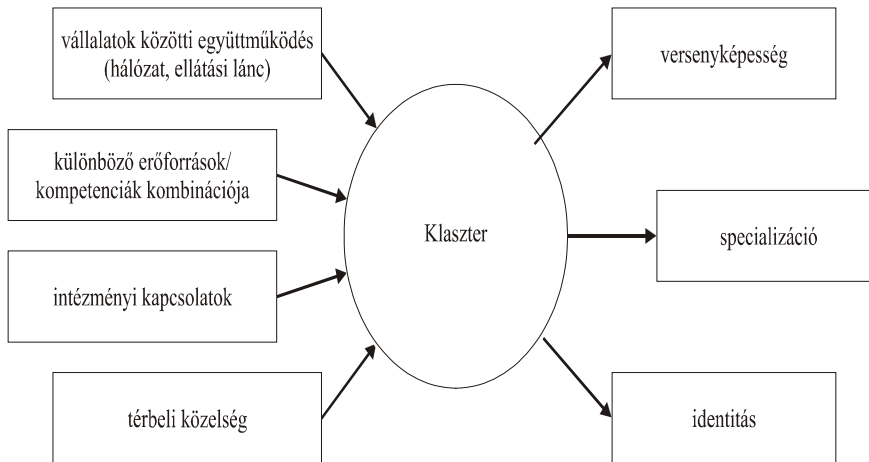 vállalatok közötti együttműködés
(hálózat, ellátási lánc)
különböző erőforrások/
kompetenciák kombinációja
intézményi kapcsolatok
térbeli közelség
Klaszter
versenyképesség
specializáció
identitás